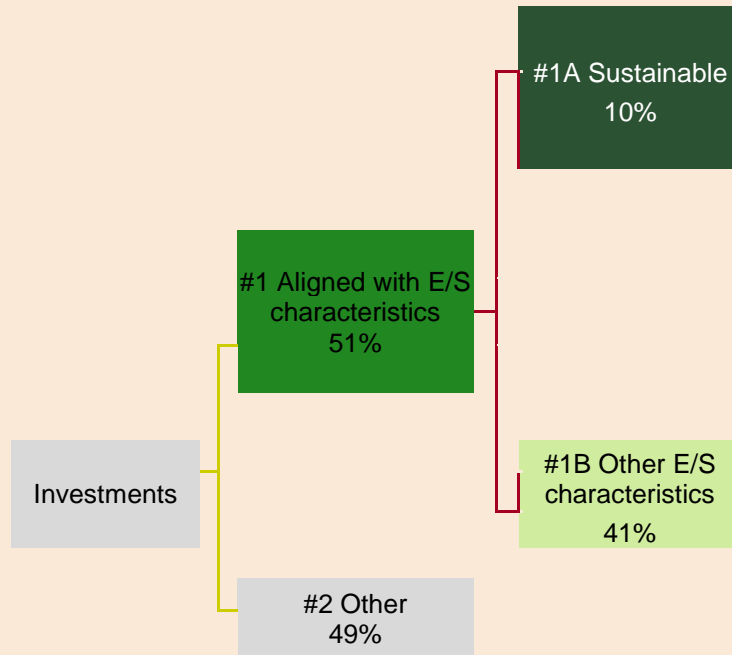 #1A Sustainable
10%
#1 Aligned with E/S
characteristics
51%
Investments
#1B Other E/S
characteristics
41%
#2 Other
49%